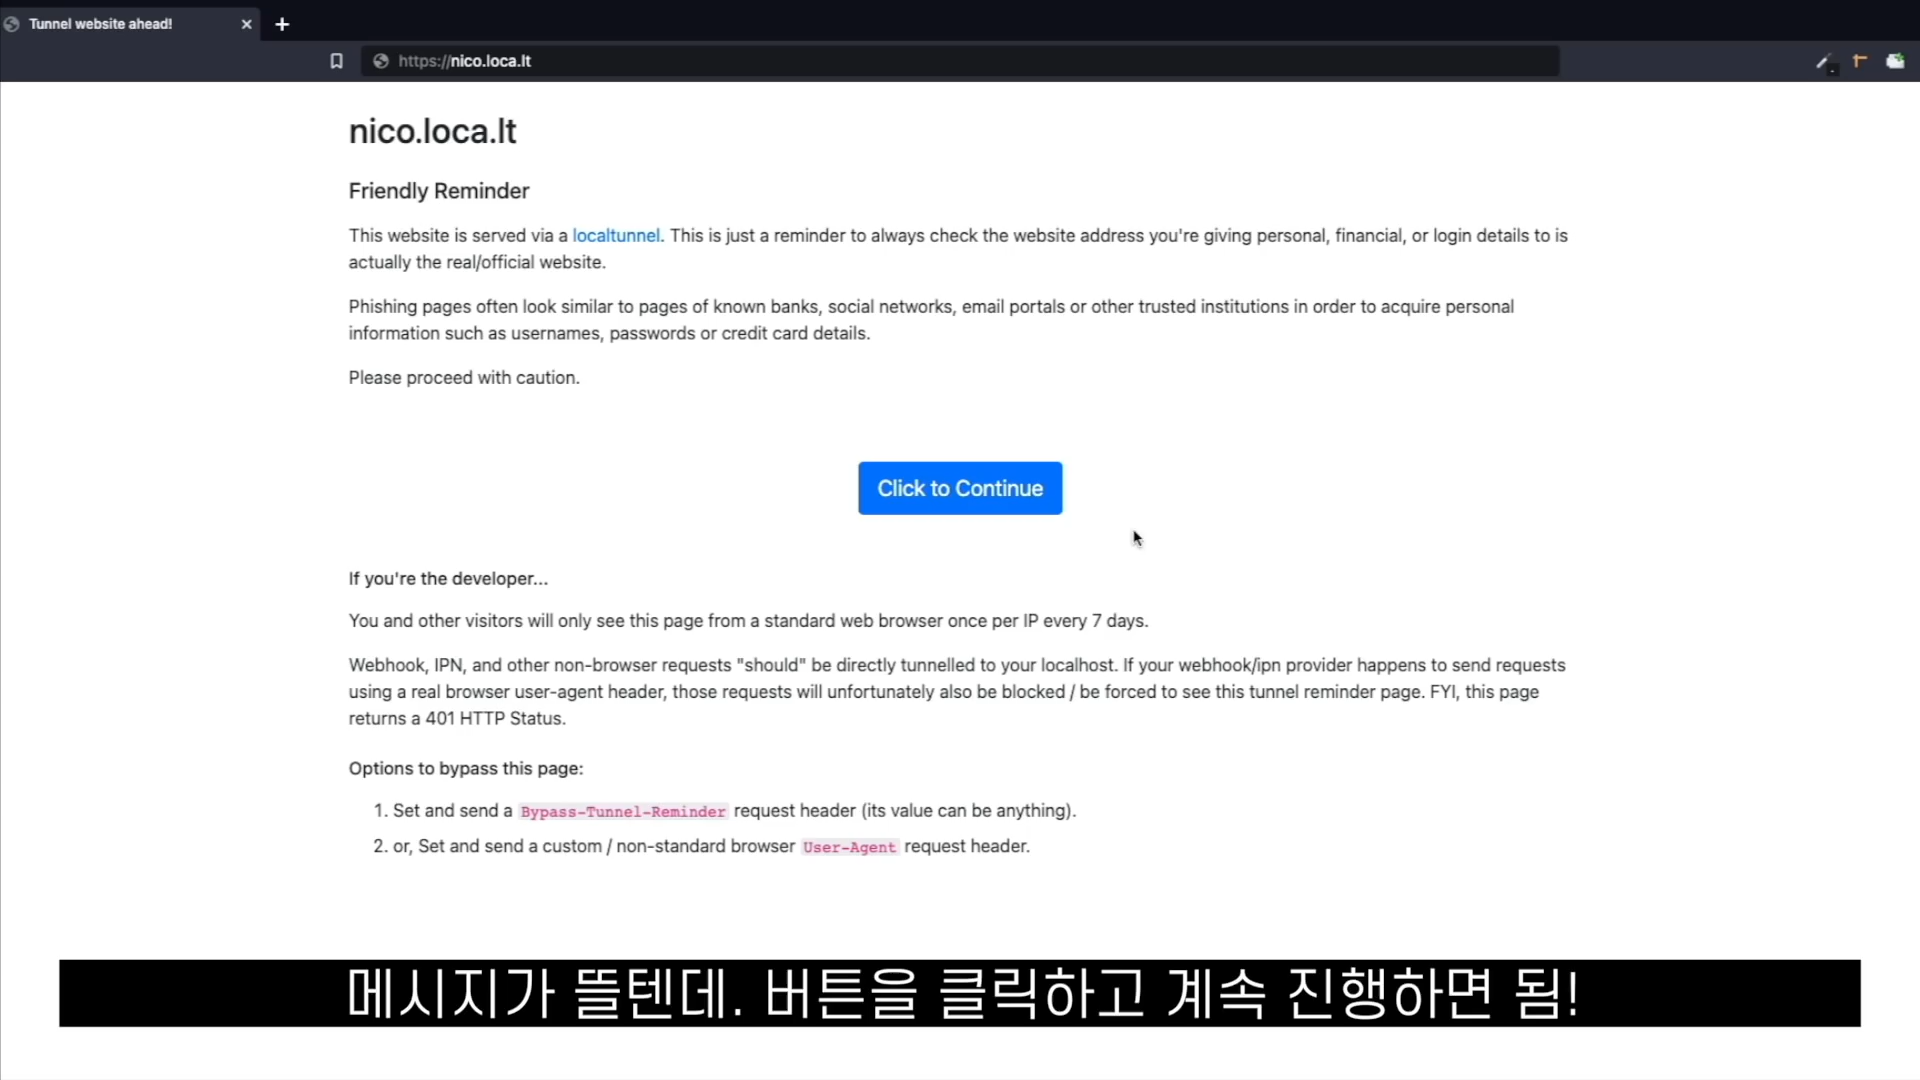 Tunnel website ahead!
https://nico.loca.lt
nico.loca.lt
Friendly Reminder
This website is served via a localtunnel. This is just a reminder to always check the website address you're giving personal, financial, or login details to is
actually the real/official website.
Phishing pages often look similar to pages of known banks, social networks, email portals or other trusted institutions in order to acquire personal
information such as usernames, passwords or credit card details.
Please proceed with caution.
Click to Continue
If you're the developer...
You and other visitors will only see this page from a standard web browser once per IP every 7 days.
Webhook, IPN, and other non-browser requests "should" be directly tunnelled to your localhost. If your webhook/ipn provider happens to send requests
using a real browser user-agent header, those requests will unfortunately also be blocked / be forced to see this tunnel reminder page. FYI, this page
returns a 401 HTTP Status.
Options to bypass this page:
1. Set and send a Bypass-Tunnel-Reminder request header (its value can be anything).
2. or, Set and send a custom / non-standard browser User-Agent request header.
메시지가 뜰텐데. 버튼을 클릭하고 계속 진행하면 됨!